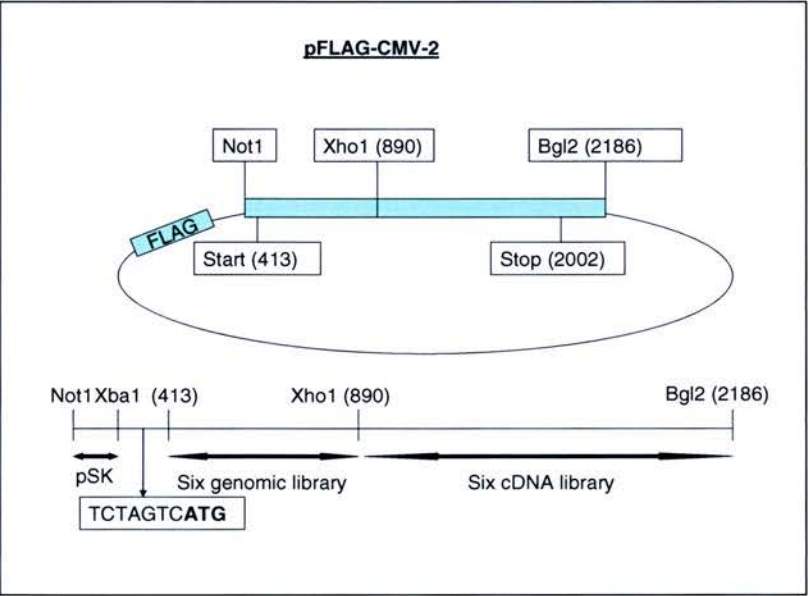 pFLAG-CMV-2
Not1
Xho1 (890)
Bgl2 (2186)
FLAG
Start (413)
Stop (2002)
Not1 Xba1 (413)
Xho1 (890)
Bgl2 (2186)
pSK
Six genomic library
Six cDNA library
TCTAGTCATG